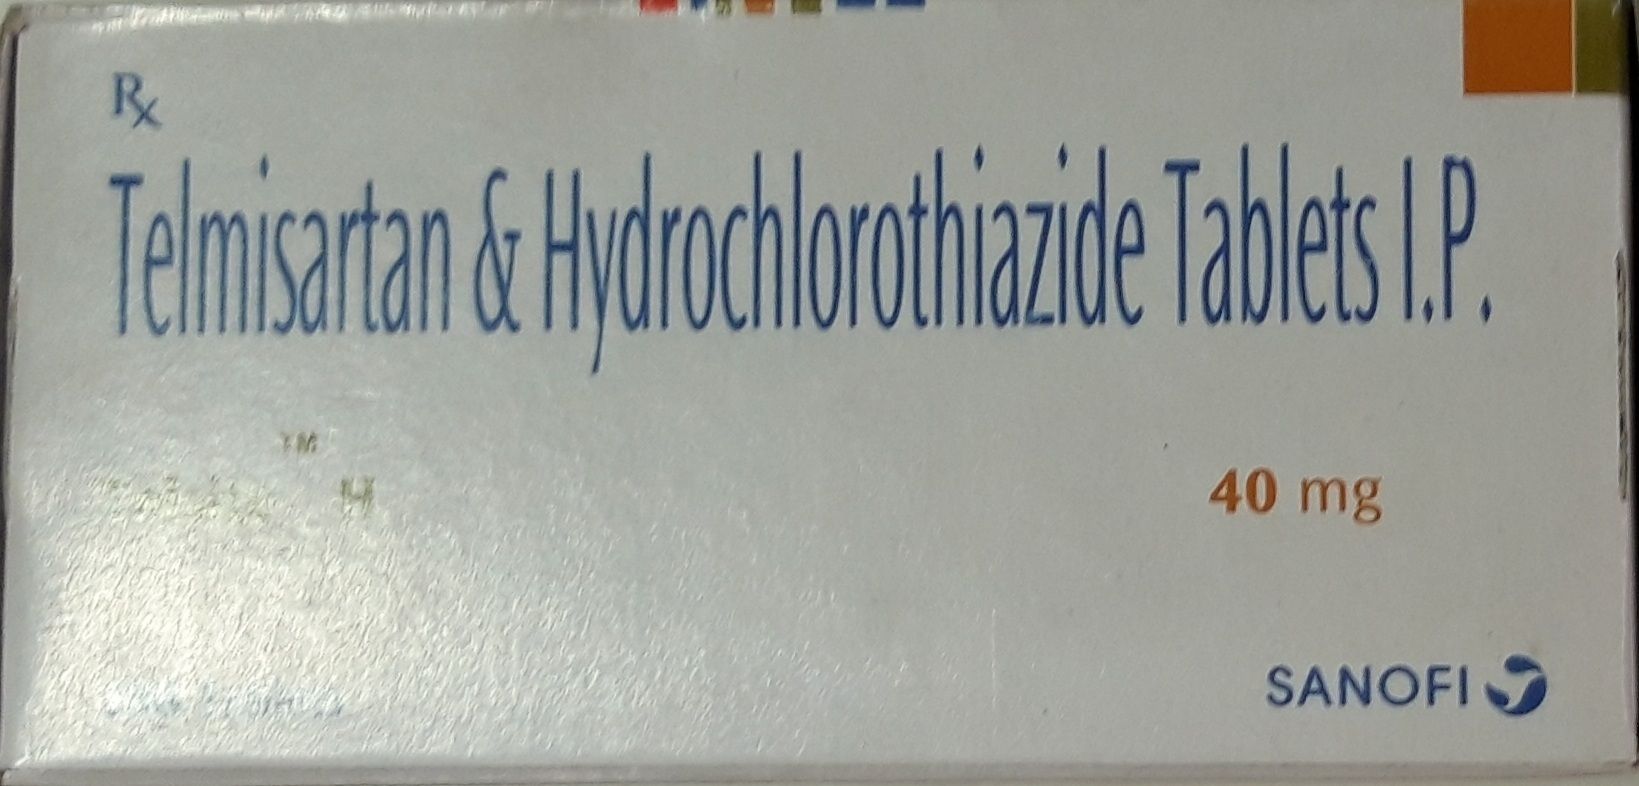 Rx
Telmisartan & Hydrochlorothiazide Tablets I.P.
TM
H
40 mg
SANOFI